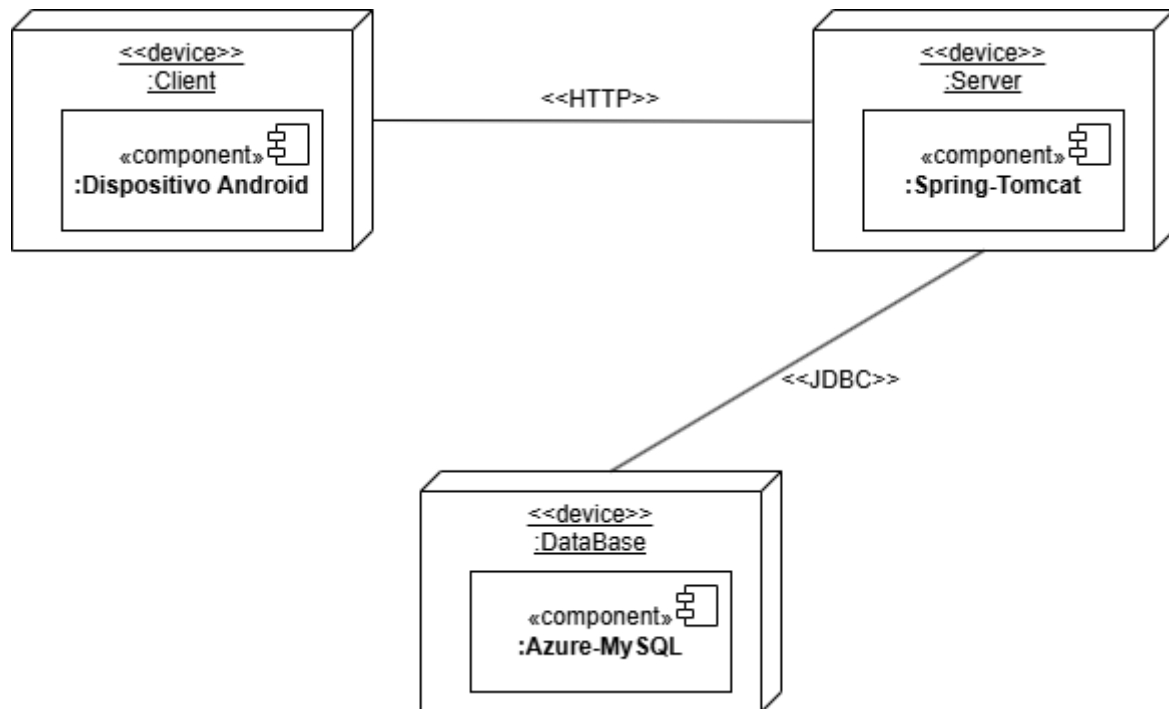 <<device>>
:Client
«component»
:Dispositivo Android
<<HTTP>>
<<device>>
:Server
«component»
:Spring-Tomcat
<<JDBC>>
<<device>>
:DataBase
«component»
:Azure-MySQL